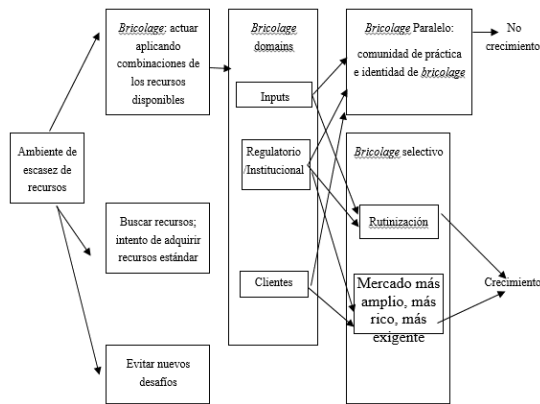 Ambiente de
escasez de
recursos
Bricolage; actuar
aplicando
combinaciones de
los recursos
disponibles
Buscar recursos;
intento de adquirir
recursos estándar
Evitar nuevos
desafíos
Bricolage
domains
Inputs
Regulatorio
/Institucional
Clientes
Bricolage Paralelo:
comunidad de práctica
e identidad de bricolage
Bricolage selectivo
Rutinización
Mercado más
amplio, más
rico, más
exigente
No
crecimiento
Crecimiento